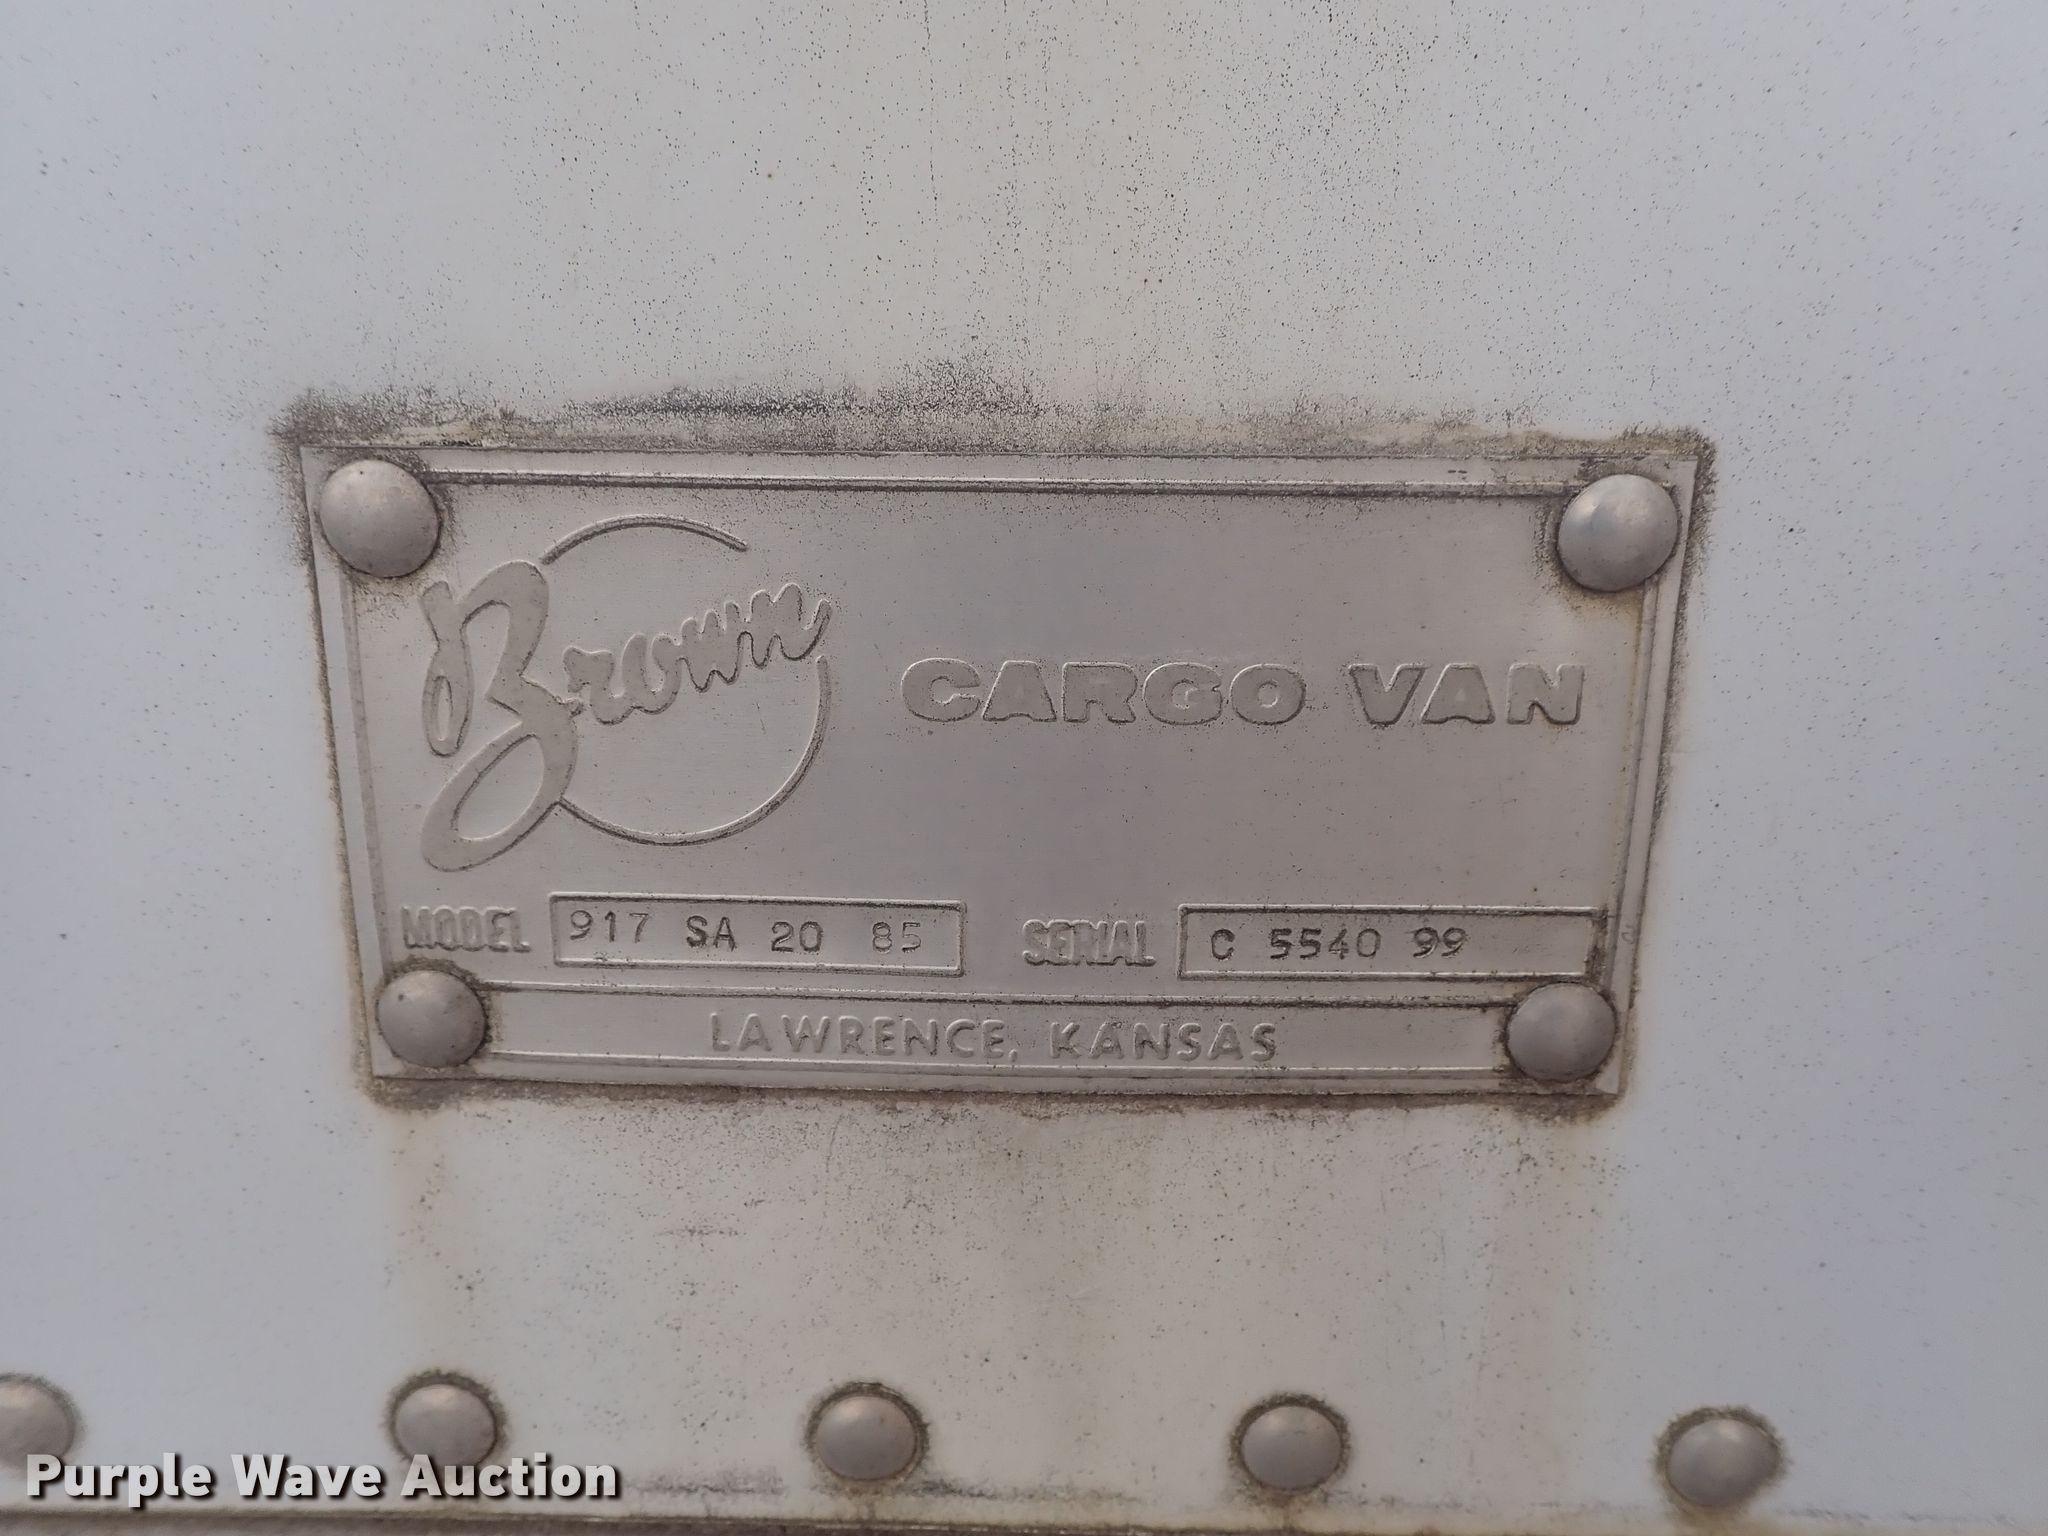 Brown CARGO VAN
MODEL 917 SA 20 85 SERIAL C 5540 99
LAWRENCE, KANSAS
Purple Wave Auction